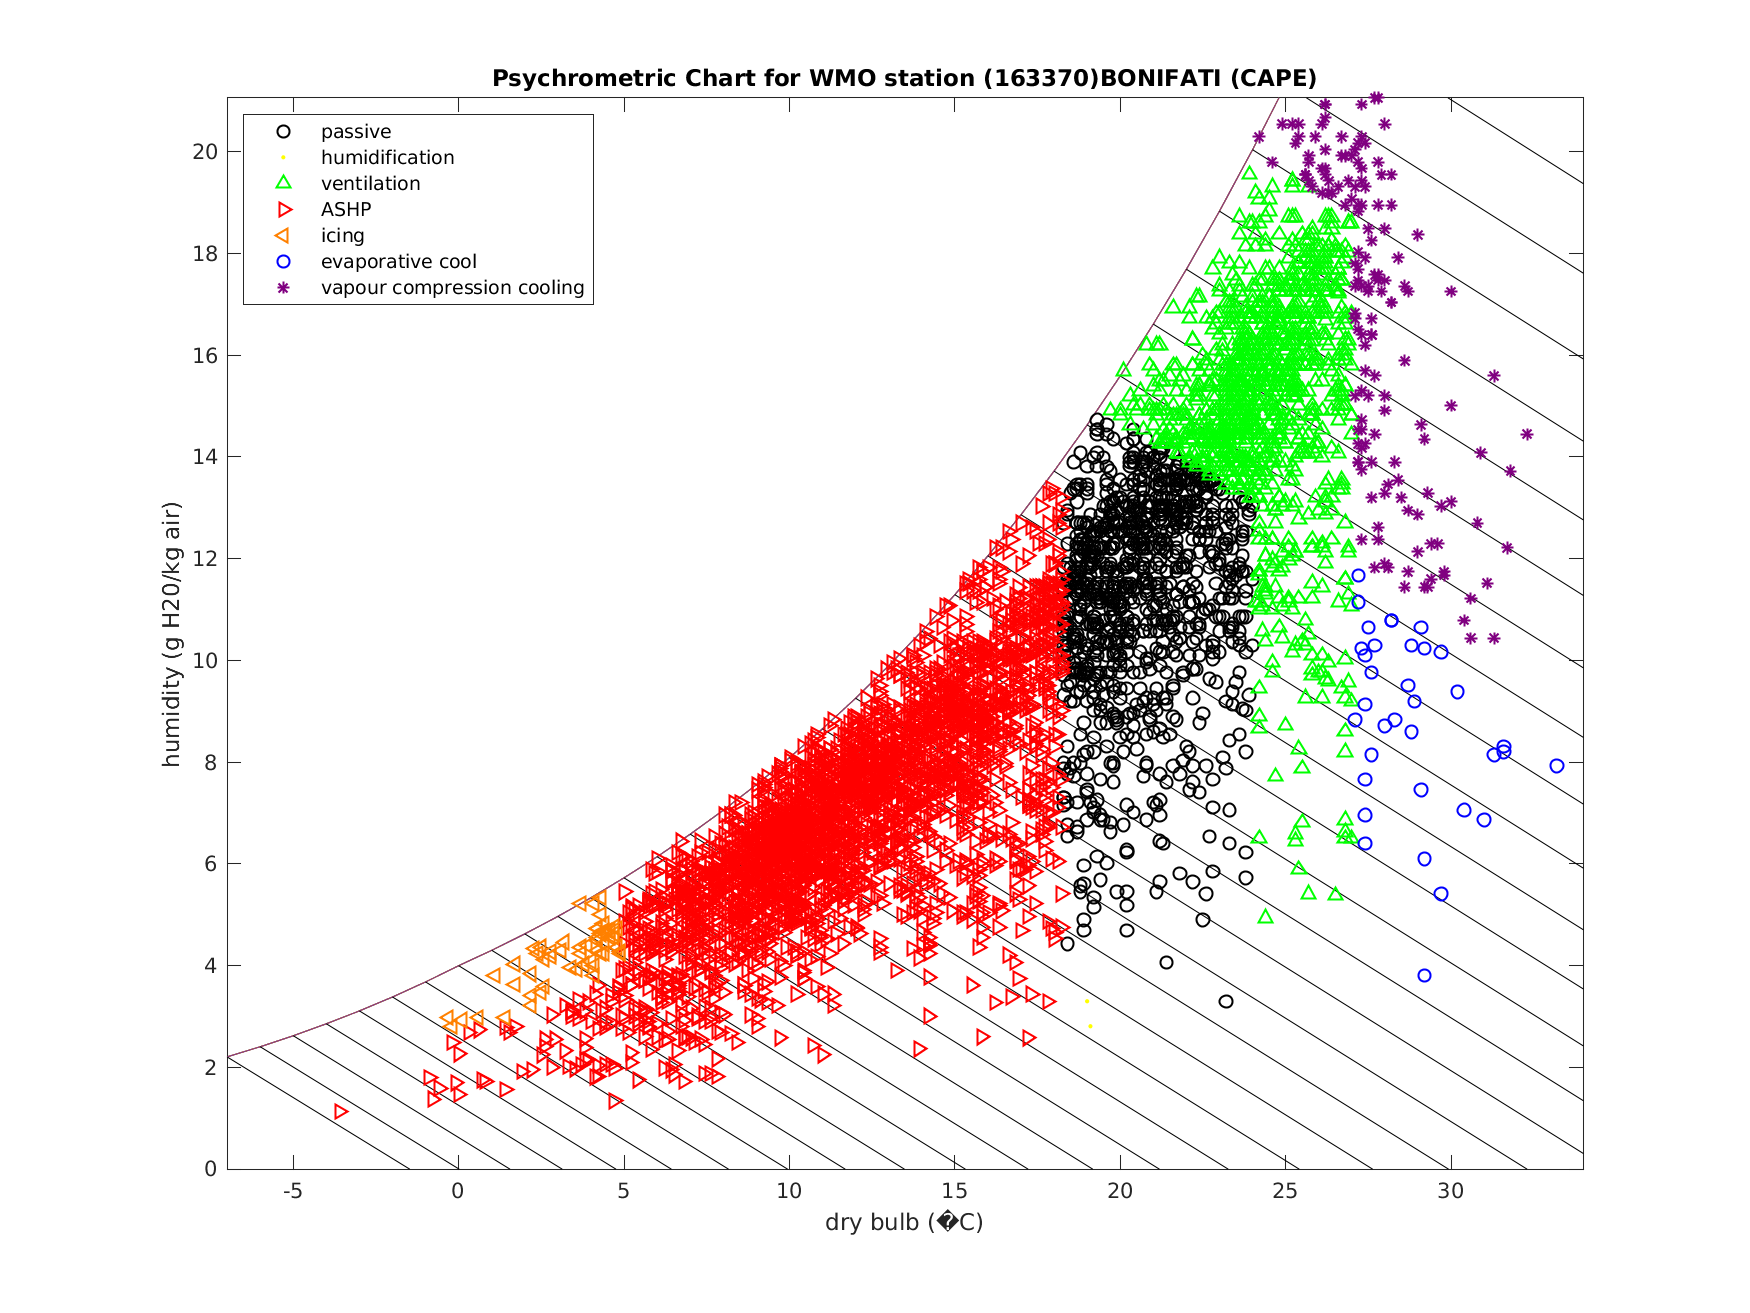 Psychrometric Chart for WMO station (163370)BONIFATI (CAPE)
passive
humidification
ventilation
ASHP
icing
evaporative cool
vapour compression cooling
humidity (g H20/kg air)
20
18
16
14
12
10
8
6
4
2
0
-5
0
5
10
15
20
25
30
dry bulb (�C)